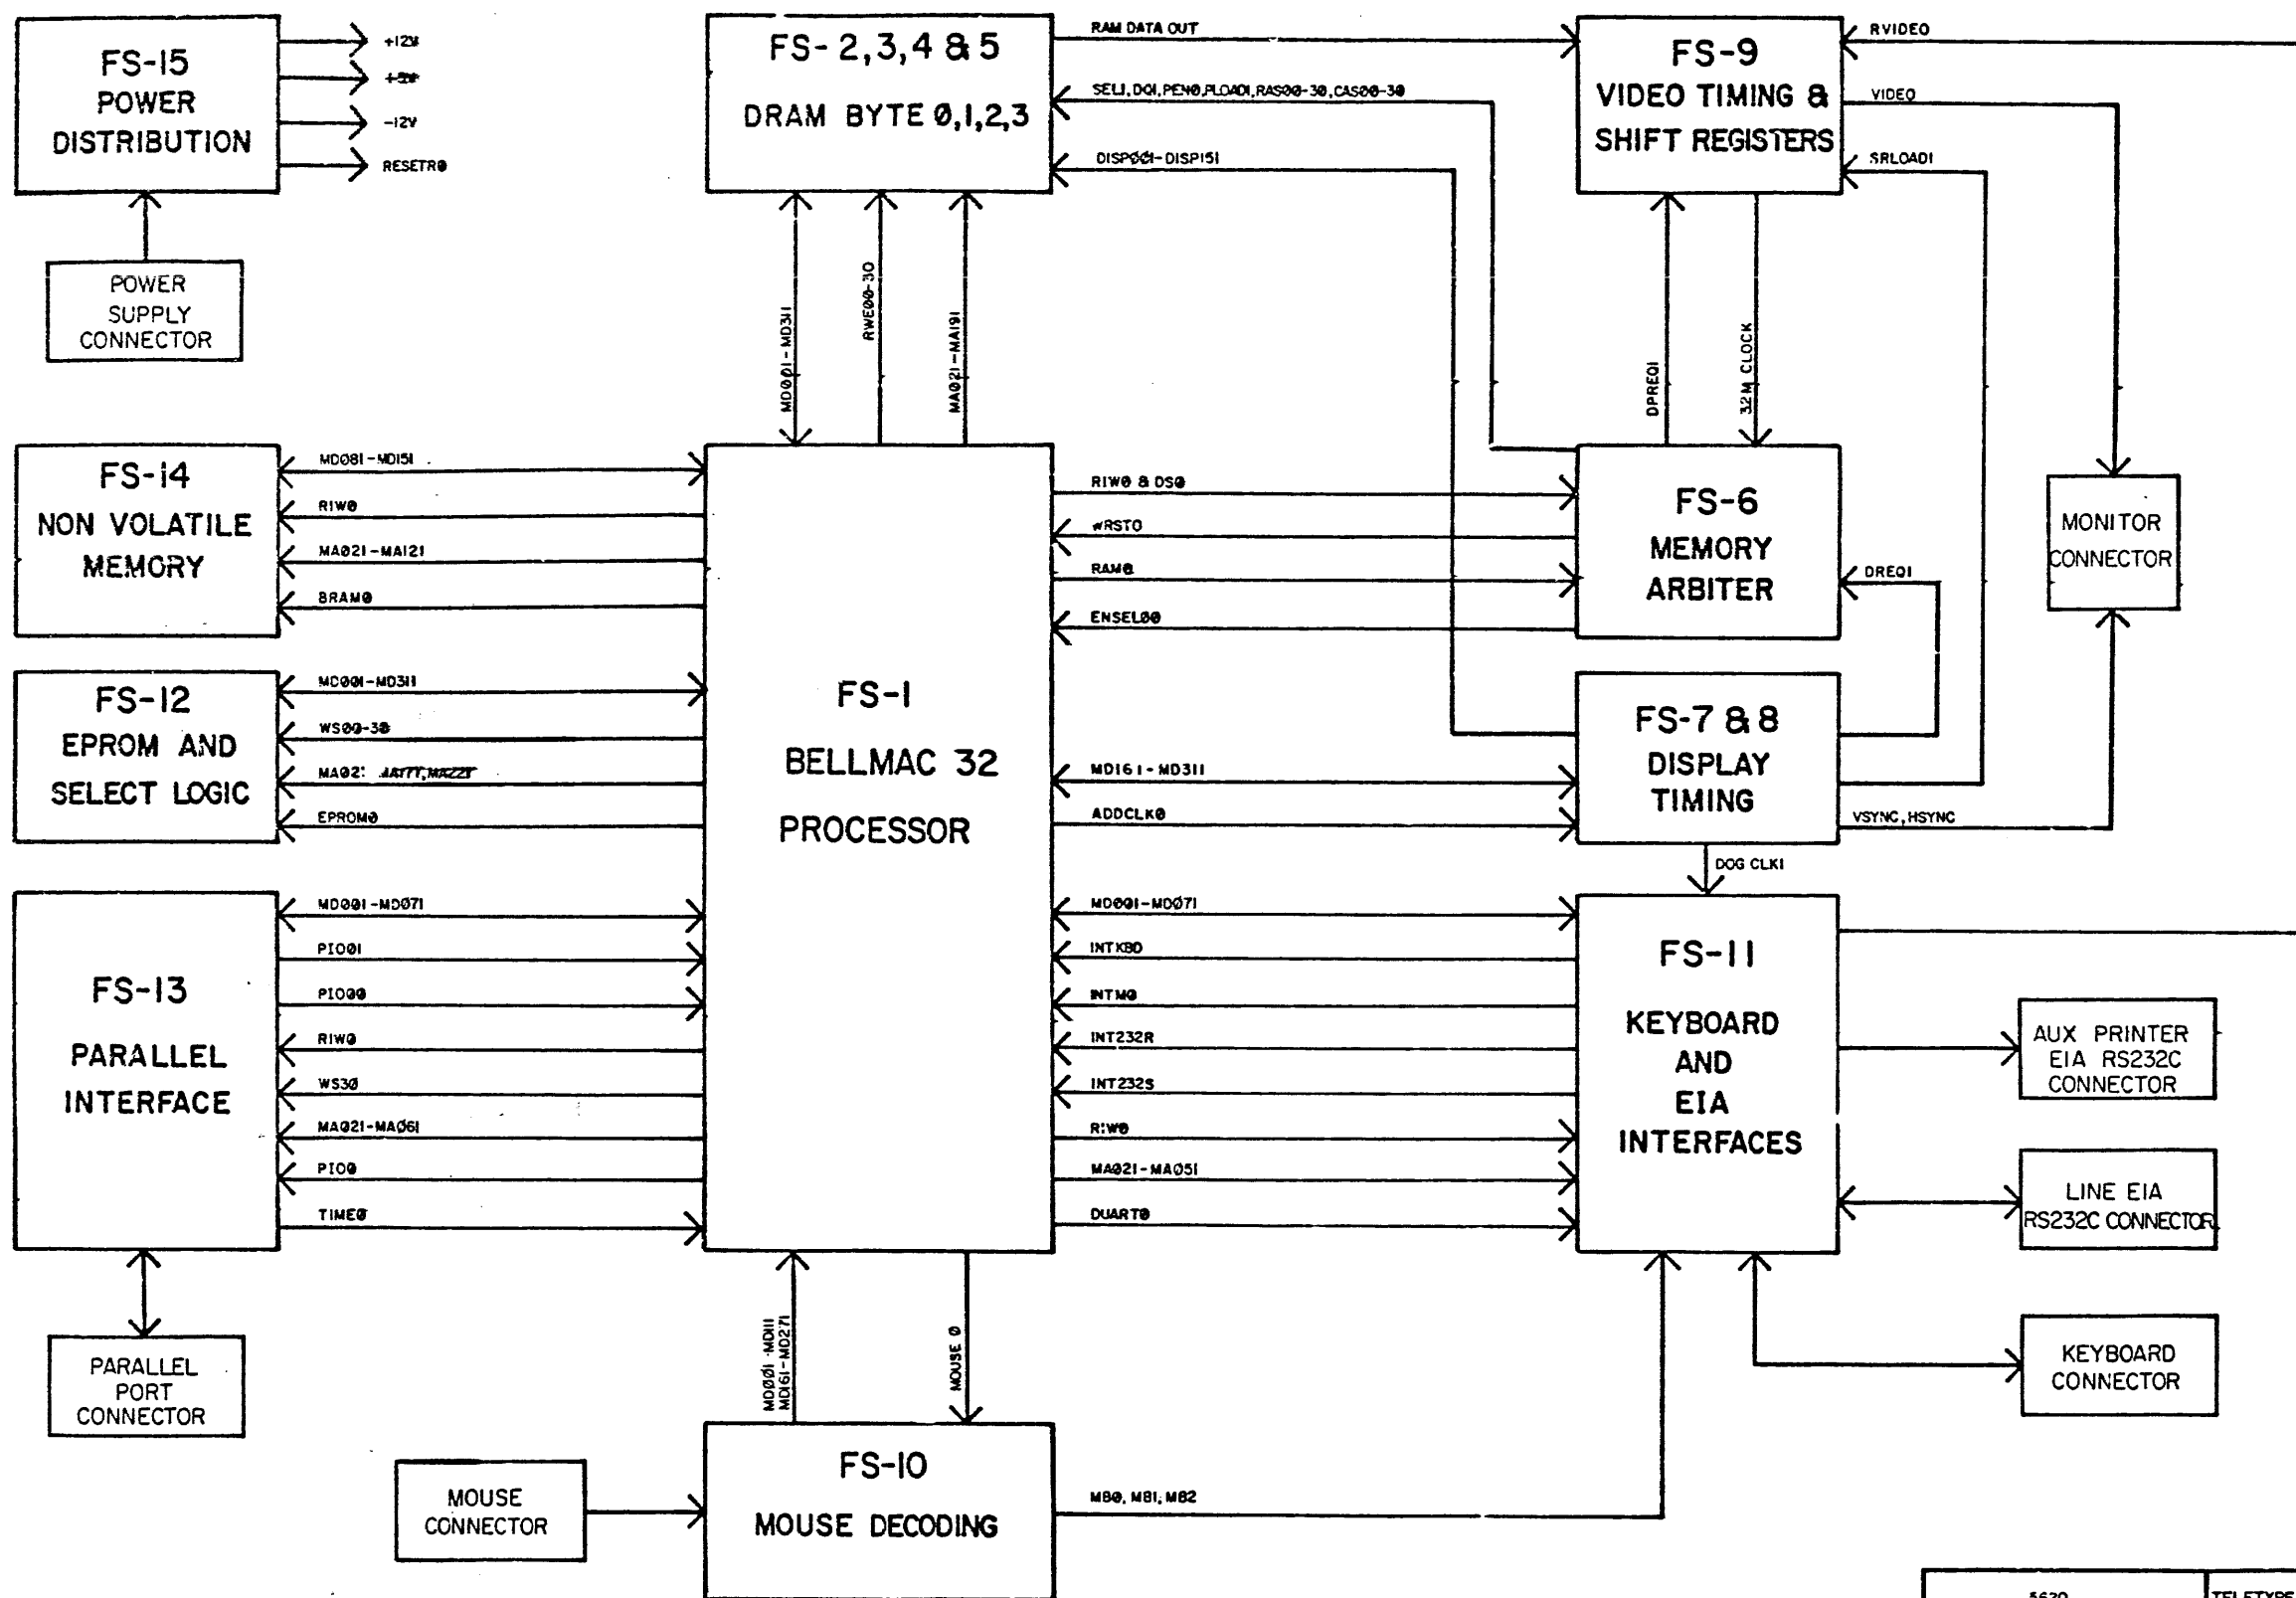 FS-15
POWER
DISTRIBUTION
+12V
-12V
RESETR0
POWER
SUPPLY
CONNECTOR
FS-2,3,4 & 5
DRAM BYTE 0,1,2,3
RAM DATA OUT
SEL1,DQ1,PEN0,PLOAD1,RAS00-30,CAS00-30
DISP001-DISP151
FS-9
VIDEO TIMING &
SHIFT REGISTERS
RVIDEO
VIDEO
SRLOAD1
MD001-MD311
RWE00-30
MA021-MA191
DPREQ1
32M CLOCK
FS-14
NON VOLATILE
MEMORY
MD081-MD151
R1W0
MA021-MA121
BRAM0
FS-12
EPROM AND
SELECT LOGIC
MD001-MD311
WS00-30
MA021
EPROM0
FS-13
PARALLEL
INTERFACE
MD001-MD071
PIO01
PIO00
R1W0
WS30
MA021-MA061
PIO0
TIME0
PARALLEL
PORT
CONNECTOR
FS-1
BELLMAC 32
PROCESSOR
R1W0 & DS0
WRST0
RAM0
ENSEL00
FS-6
MEMORY
ARBITER
DREQ1
MONITOR
CONNECTOR
MD161-MD311
ADDCLK0
FS-7 & 8
DISPLAY
TIMING
VSYNC, HSYNC
DOG CLK1
MD001-MD071
INTKBD
INTM0
INT232R
INT232S
R1W0
MA021-MA051
DUART0
FS-11
KEYBOARD
AND
EIA
INTERFACES
AUX PRINTER
EIA RS232C
CONNECTOR
LINE EIA
RS232C CONNECTOR
KEYBOARD
CONNECTOR
MD001-MD111
MD161-MD271
MOUSE 0
MOUSE
CONNECTOR
FS-10
MOUSE DECODING
MB0, MB1, MB2
5620
TELETYPE